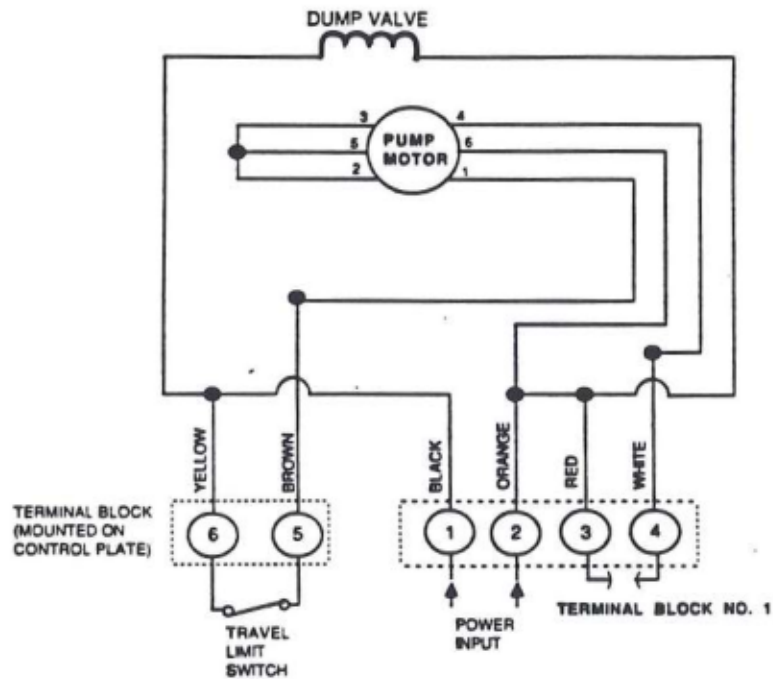 DUMP VALVE
3
4
5
PUMP
MOTOR
6
2
1
YELLOW
BROWN
BLACK
ORANGE
RED
WHITE
TERMINAL BLOCK
(MOUNTED ON
CONTROL PLATE)
6
5
1
2
3
4
TRAVEL
LIMIT
SWITCH
POWER
INPUT
TERMINAL BLOCK NO. 1